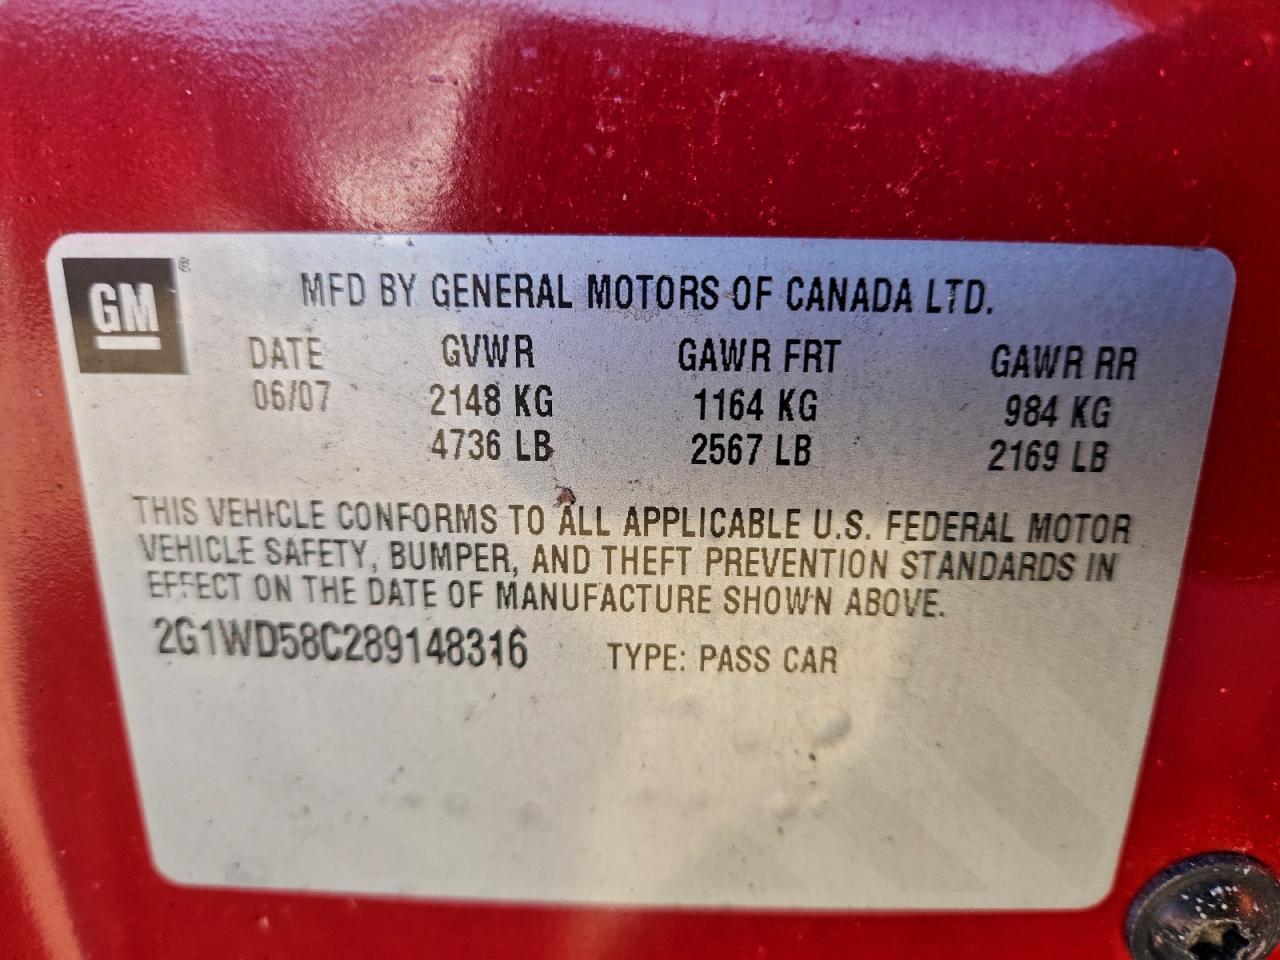 GM ®
MFD BY GENERAL MOTORS OF CANADA LTD.
DATE GVWR GAWR FRT GAWR RR
06/07 2148 KG 1164 KG 984 KG
4736 LB 2567 LB 2169 LB
THIS VEHICLE CONFORMS TO ALL APPLICABLE U.S. FEDERAL MOTOR
VEHICLE SAFETY, BUMPER, AND THEFT PREVENTION STANDARDS IN
EFFECT ON THE DATE OF MANUFACTURE SHOWN ABOVE.
2G1WD58C289148316 TYPE: PASS CAR